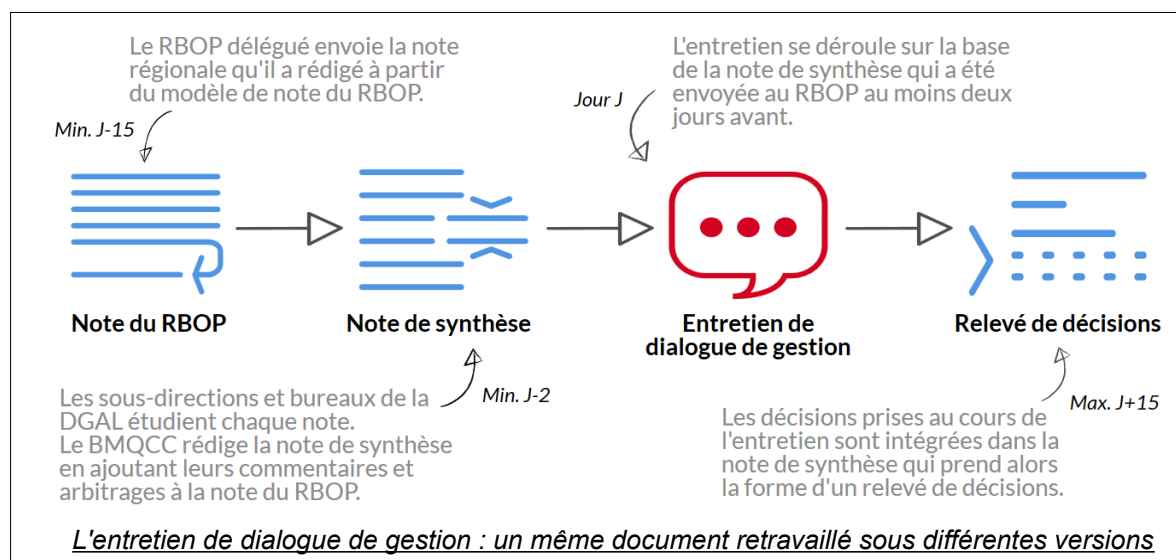 Le RBOP délégué envoie la note
régionale qu'il a rédigé à partir
du modèle de note du RBOP.
Min. J-15
L'entretien se déroule sur la base
de la note de synthèse qui a été
envoyée au RBOP au moins deux
jours avant.
Jour J
Note du RBOP
Note de synthèse
Entretien de
dialogue de gestion
Relevé de décisions
Les sous-directions et bureaux de la
DGAL étudient chaque note.
Le BMQCC rédige la note de synthèse
en ajoutant leurs commentaires et
arbitrages à la note du RBOP.
Min. J-2
Les décisions prises au cours de
l'entretien sont intégrées dans la
note de synthèse qui prend alors
la forme d'un relevé de décisions.
Max. J+15
L'entretien de dialogue de gestion : un même document retravaillé sous différentes versions